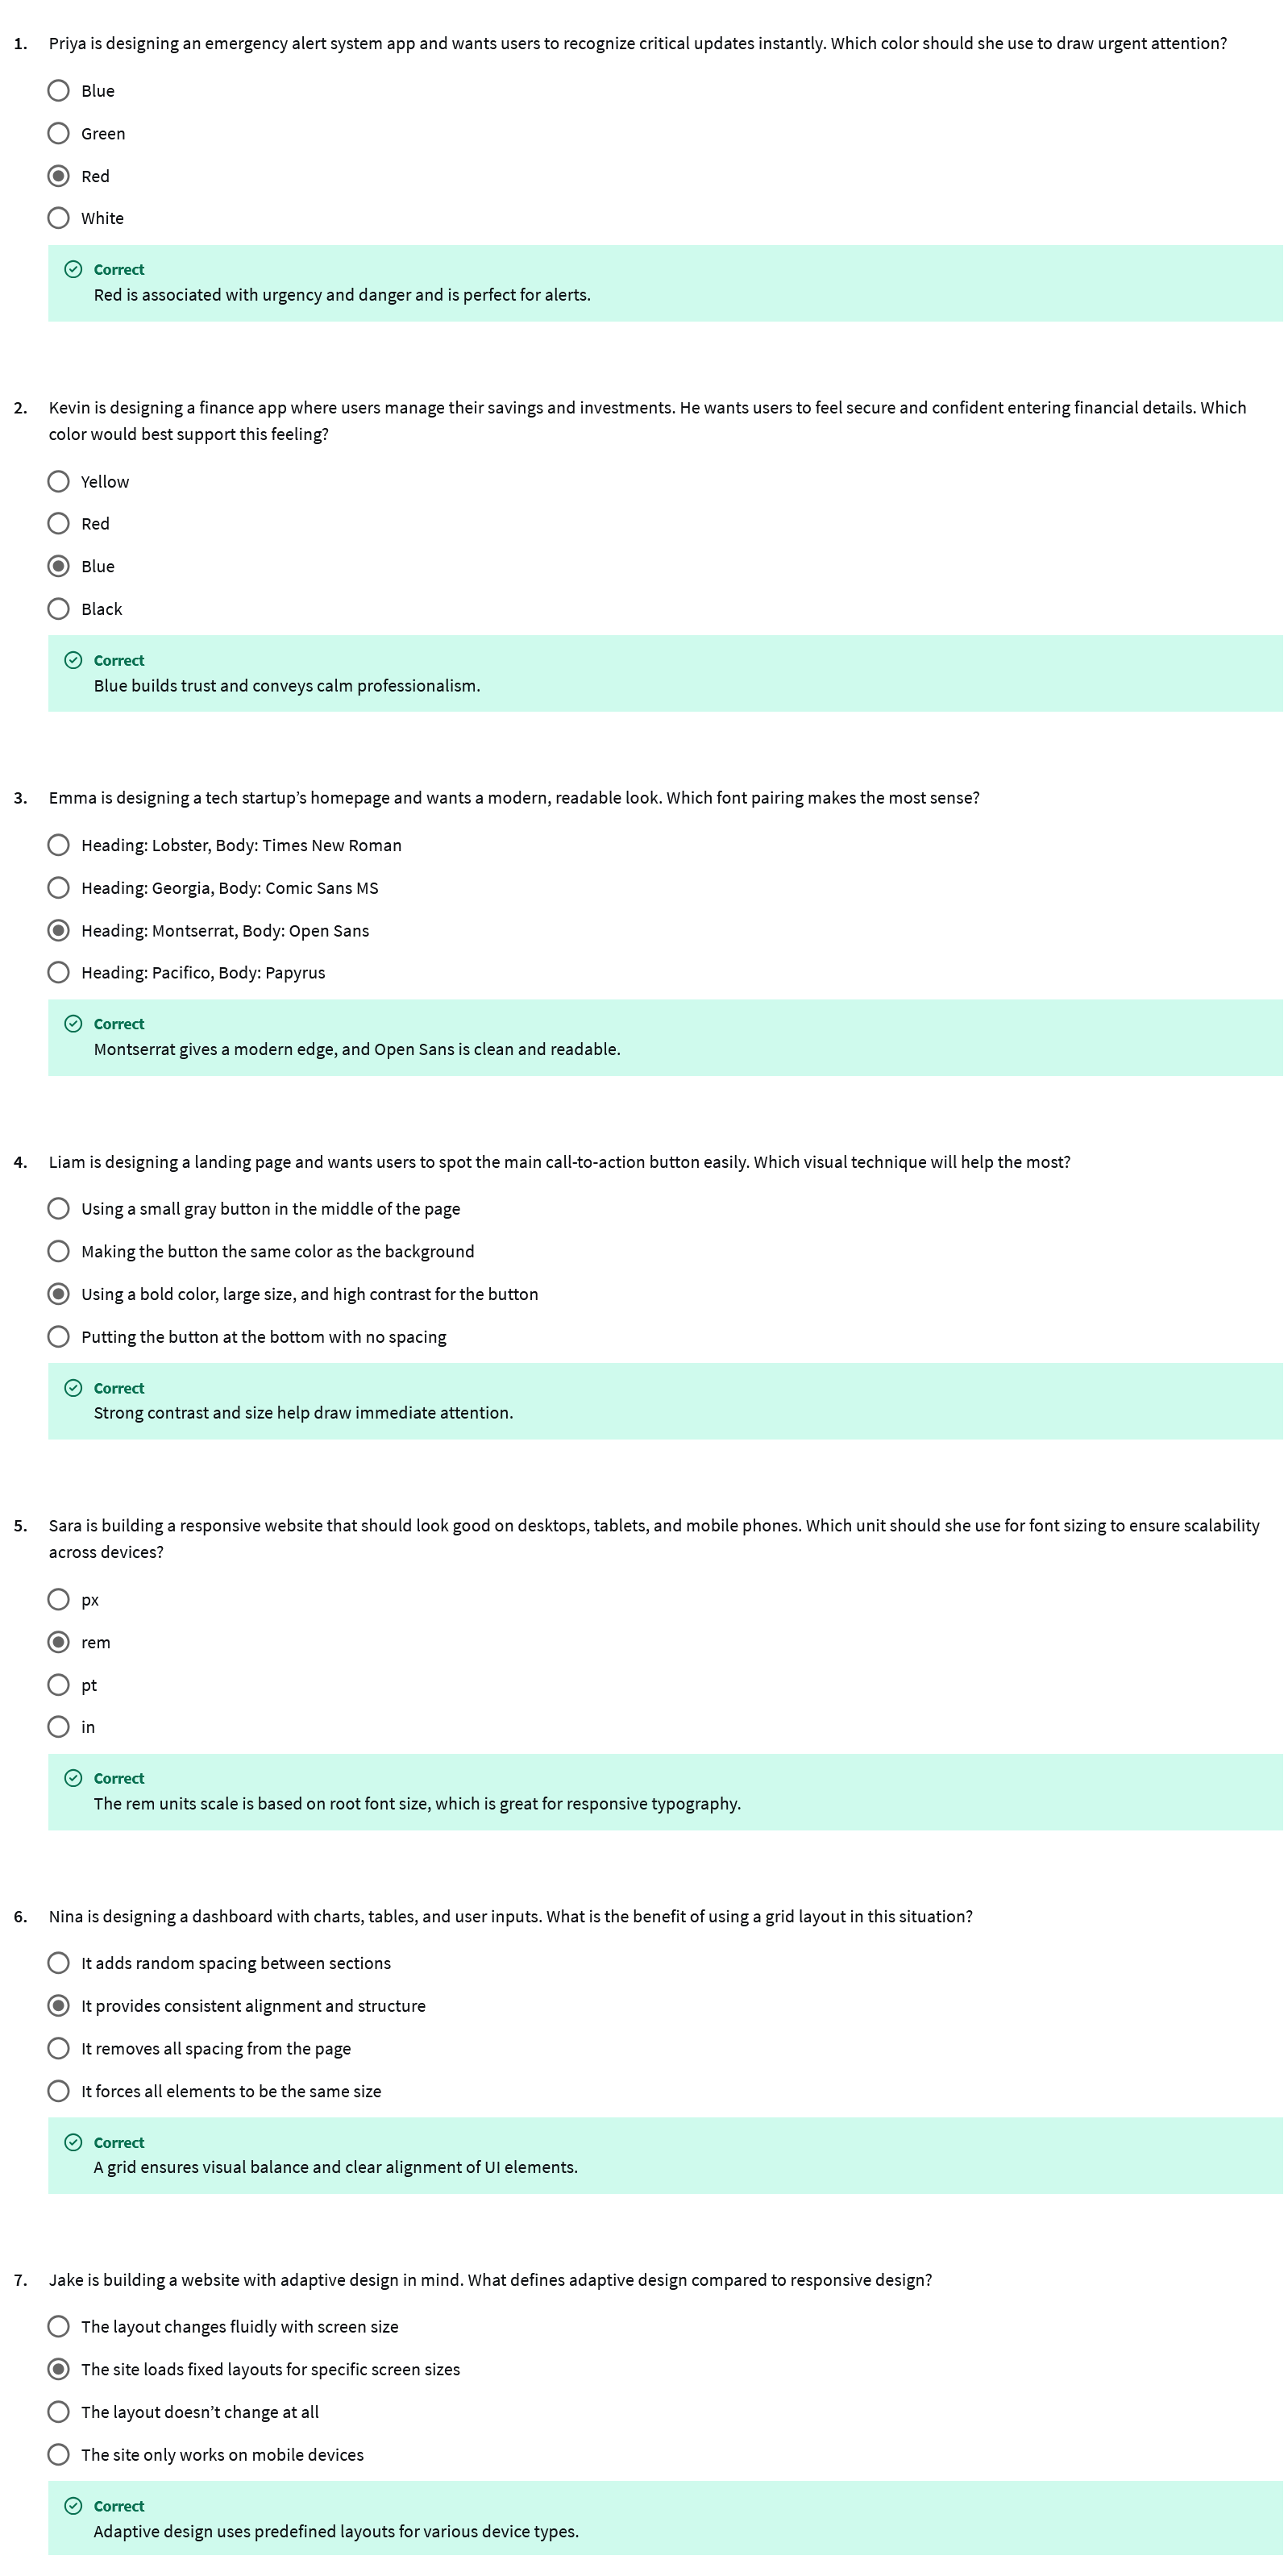 1. Priya is designing an emergency alert system app and wants users to recognize critical updates instantly. Which color should she use to draw urgent attention?
Blue
Green
Red
White
Correct
Red is associated with urgency and danger and is perfect for alerts.
2. Kevin is designing a finance app where users manage their savings and investments. He wants users to feel secure and confident entering financial details. Which
color would best support this feeling?
Yellow
Red
Blue
Black
Correct
Blue builds trust and conveys calm professionalism.
3. Emma is designing a tech startup’s homepage and wants a modern, readable look. Which font pairing makes the most sense?
Heading: Lobster, Body: Times New Roman
Heading: Georgia, Body: Comic Sans MS
Heading: Montserrat, Body: Open Sans
Heading: Pacifico, Body: Papyrus
Correct
Montserrat gives a modern edge, and Open Sans is clean and readable.
4. Liam is designing a landing page and wants users to spot the main call-to-action button easily. Which visual technique will help the most?
Using a small gray button in the middle of the page
Making the button the same color as the background
Using a bold color, large size, and high contrast for the button
Putting the button at the bottom with no spacing
Correct
Strong contrast and size help draw immediate attention.
5. Sara is building a responsive website that should look good on desktops, tablets, and mobile phones. Which unit should she use for font sizing to ensure scalability
across devices?
px
rem
pt
in
Correct
The rem units scale is based on root font size, which is great for responsive typography.
6. Nina is designing a dashboard with charts, tables, and user inputs. What is the benefit of using a grid layout in this situation?
It adds random spacing between sections
It provides consistent alignment and structure
It removes all spacing from the page
It forces all elements to be the same size
Correct
A grid ensures visual balance and clear alignment of UI elements.
7. Jake is building a website with adaptive design in mind. What defines adaptive design compared to responsive design?
The layout changes fluidly with screen size
The site loads fixed layouts for specific screen sizes
The layout doesn’t change at all
The site only works on mobile devices
Correct
Adaptive design uses predefined layouts for various device types.